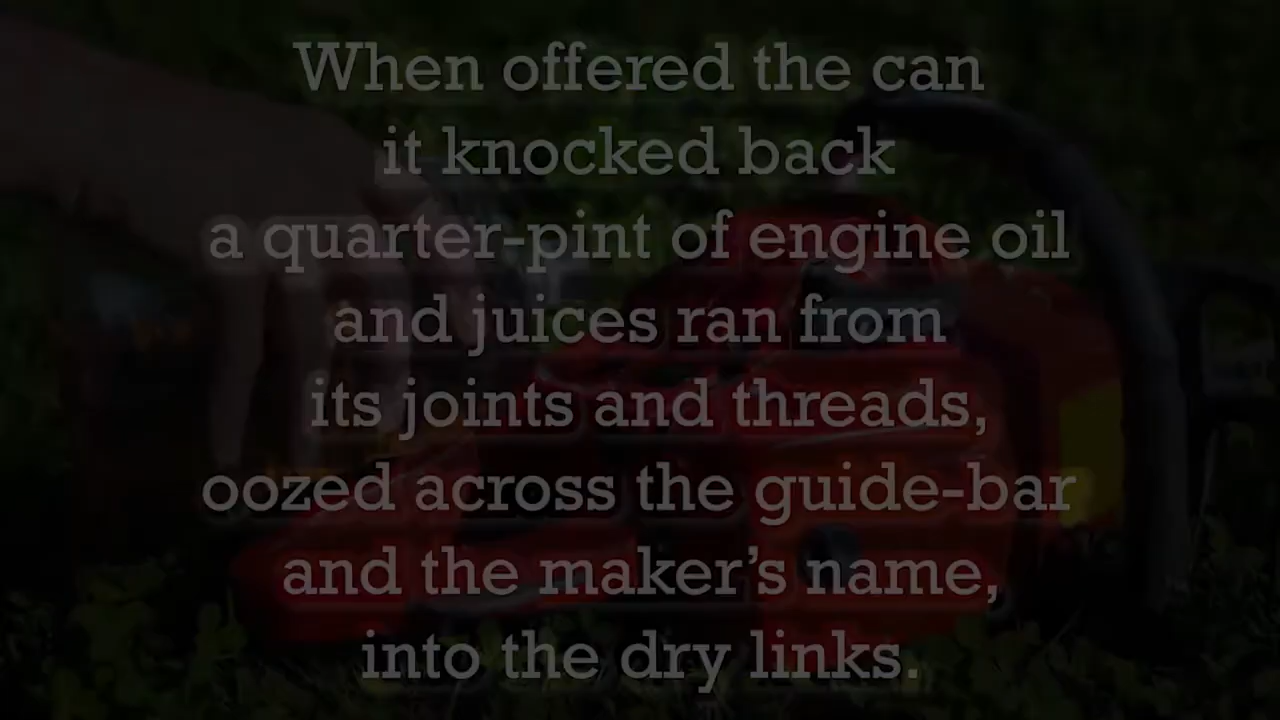 When offered the can
it knocked back
a quarter-pint of engine oil
and juices ran from
its joints and threads,
oozed across the guide-bar
and the maker’s name,
into the dry links.